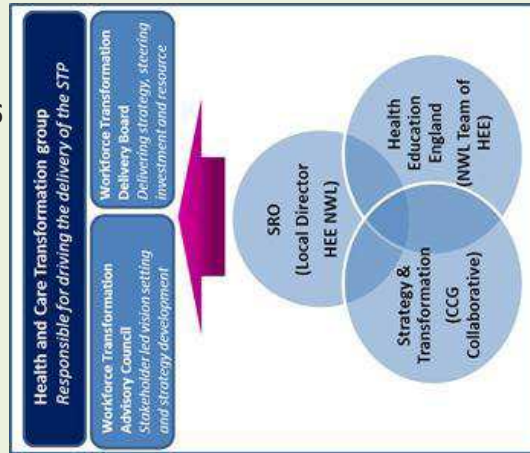 Health and Care Transformation group
Responsible for driving the delivery of the STP
Workforce Transformation
Advisory Council
Stakeholder led vision setting
and strategy development
Workforce Transformation
Delivery Board
Delivering strategy, steering
investment and resource
SRO
(Local Director
HEE NWL)
Strategy &
Transformation
(CCG
Collaborative)
Health
Education
England
(NWL Team of
HEE)